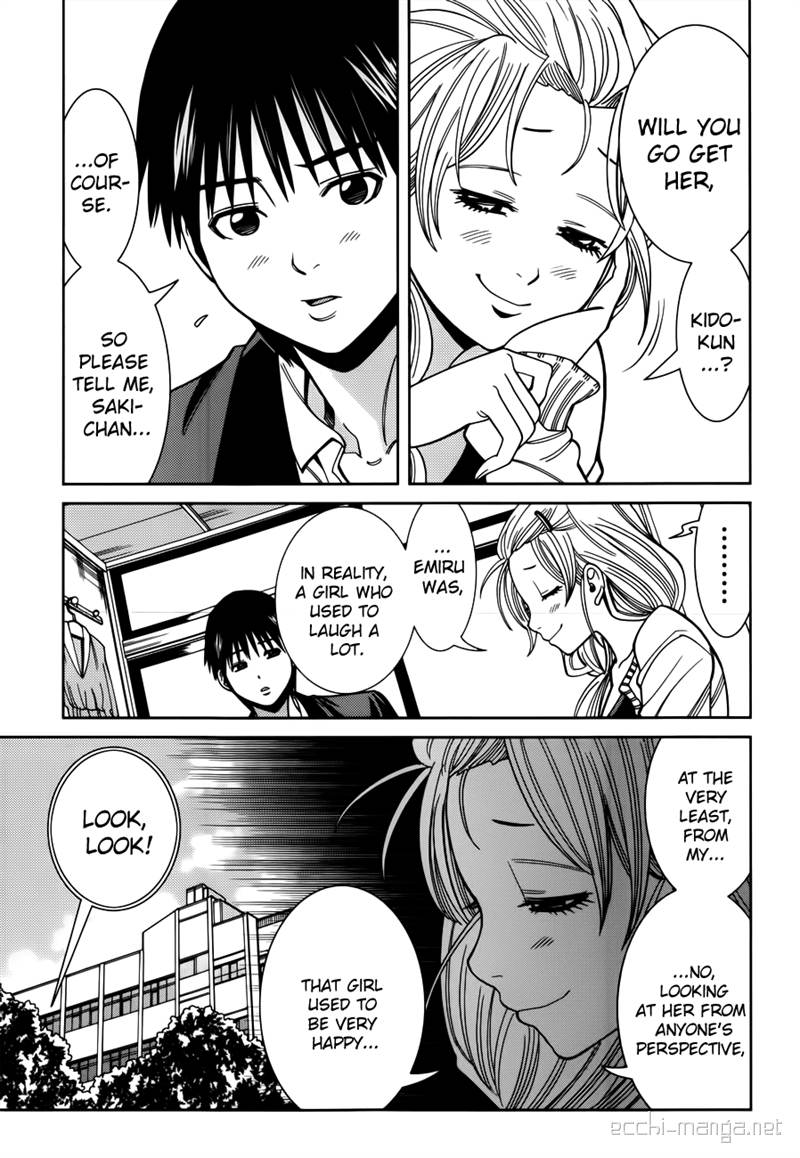 WILL YOU
GO GET
HER,
KIDO-
KUN
...?
...OF
COUR-
SE.
SO
PLEASE
TELL ME,
SAKI-
CHAN...
.........
...
EMIRU
WAS,
IN REALITY,
A GIRL WHO
USED TO
LAUGH A
LOT.
AT THE
VERY
LEAST,
FROM
MY...
...NO,
LOOKING
AT HER FROM
ANYONE'S
PERSPECTIVE,
THAT GIRL
USED TO
BE VERY
HAPPY...
LOOK,
LOOK!
ecchi-manga.net